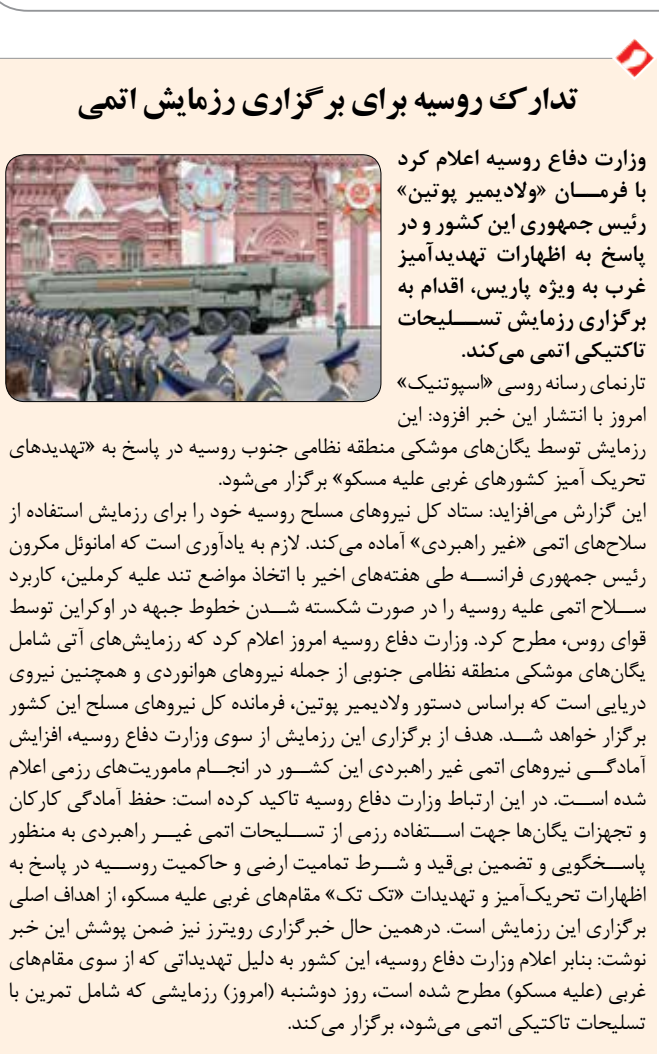 تدارک روسیه برای برگزاری رزمایش اتمی
وزارت دفاع روسیه اعلام کرد
با فرمان «ولادیمیر پوتین»
رئیس جمهوری این کشور و در
پاسخ به اظهارات تهدیدآمیز
غرب به ویژه پاریس، اقدام به
برگزاری رزمایش تسلیحات
تاکتیکی اتمی می‌کند.
تارنمای رسانه روسی «اسپوتنیک»
امروز با انتشار این خبر افزود: این
رزمایش توسط یگان‌های موشکی منطقه نظامی جنوب روسیه در پاسخ به «تهدیدهای
تحریک آمیز کشورهای غربی علیه مسکو» برگزار می‌شود.
این گزارش می‌افزاید: ستاد کل نیروهای مسلح روسیه خود را برای رزمایش استفاده از
سلاح‌های اتمی «غیر راهبردی» آماده می‌کند. لازم به یادآوری است که امانوئل مکرون
رئیس جمهوری فرانسه طی هفته‌های اخیر با اتخاذ مواضع تند علیه کرملین، کاربرد
سلاح اتمی علیه روسیه را در صورت شکسته شدن خطوط جبهه در اوکراین توسط
قوای روس، مطرح کرد. وزارت دفاع روسیه امروز اعلام کرد که رزمایش‌های آتی شامل
یگان‌های موشکی منطقه نظامی جنوبی از جمله نیروهای هوانوردی و همچنین نیروی
دریایی است که براساس دستور ولادیمیر پوتین، فرمانده کل نیروهای مسلح این کشور
برگزار خواهد شد. هدف از برگزاری این رزمایش از سوی وزارت دفاع روسیه، افزایش
آمادگی نیروهای اتمی غیر راهبردی این کشور در انجام ماموریت‌های رزمی اعلام
شده است. در این ارتباط وزارت دفاع روسیه تاکید کرده است: حفظ آمادگی کارکان
و تجهزات یگان‌ها جهت استفاده رزمی از تسلیحات اتمی غیر راهبردی به منظور
پاسخگویی و تضمین بی‌قید و شرط تمامیت ارضی و حاکمیت روسیه در پاسخ به
اظهارات تحریک‌آمیز و تهدیدات «تک تک» مقام‌های غربی علیه مسکو، از اهداف اصلی
برگزاری این رزمایش است. درهمین حال خبرگزاری رویترز نیز ضمن پوشش این خبر
نوشت: بنابر اعلام وزارت دفاع روسیه، این کشور به دلیل تهدیداتی که از سوی مقام‌های
غربی (علیه مسکو) مطرح شده است، روز دوشنبه (امروز) رزمایشی که شامل تمرین با
تسلیحات تاکتیکی اتمی می‌شود، برگزار می‌کند.